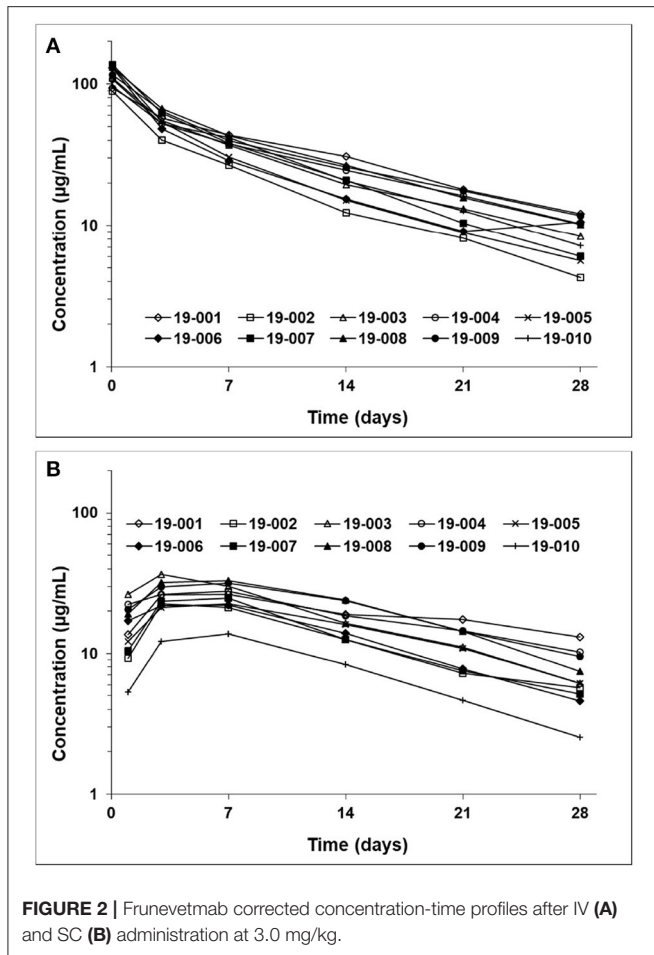 A
Concentration (µg/mL)
100
10
1
19-001 19-002 19-003 19-004 19-005
19-006 19-007 19-008 19-009 19-010
0 7 14 21 28
Time (days)
B
Concentration (µg/mL)
100
10
1
19-001 19-002 19-003 19-004 19-005
19-006 19-007 19-008 19-009 19-010
0 7 14 21 28
Time (days)
FIGURE 2 | Frunevetmab corrected concentration-time profiles after IV (A)
and SC (B) administration at 3.0 mg/kg.